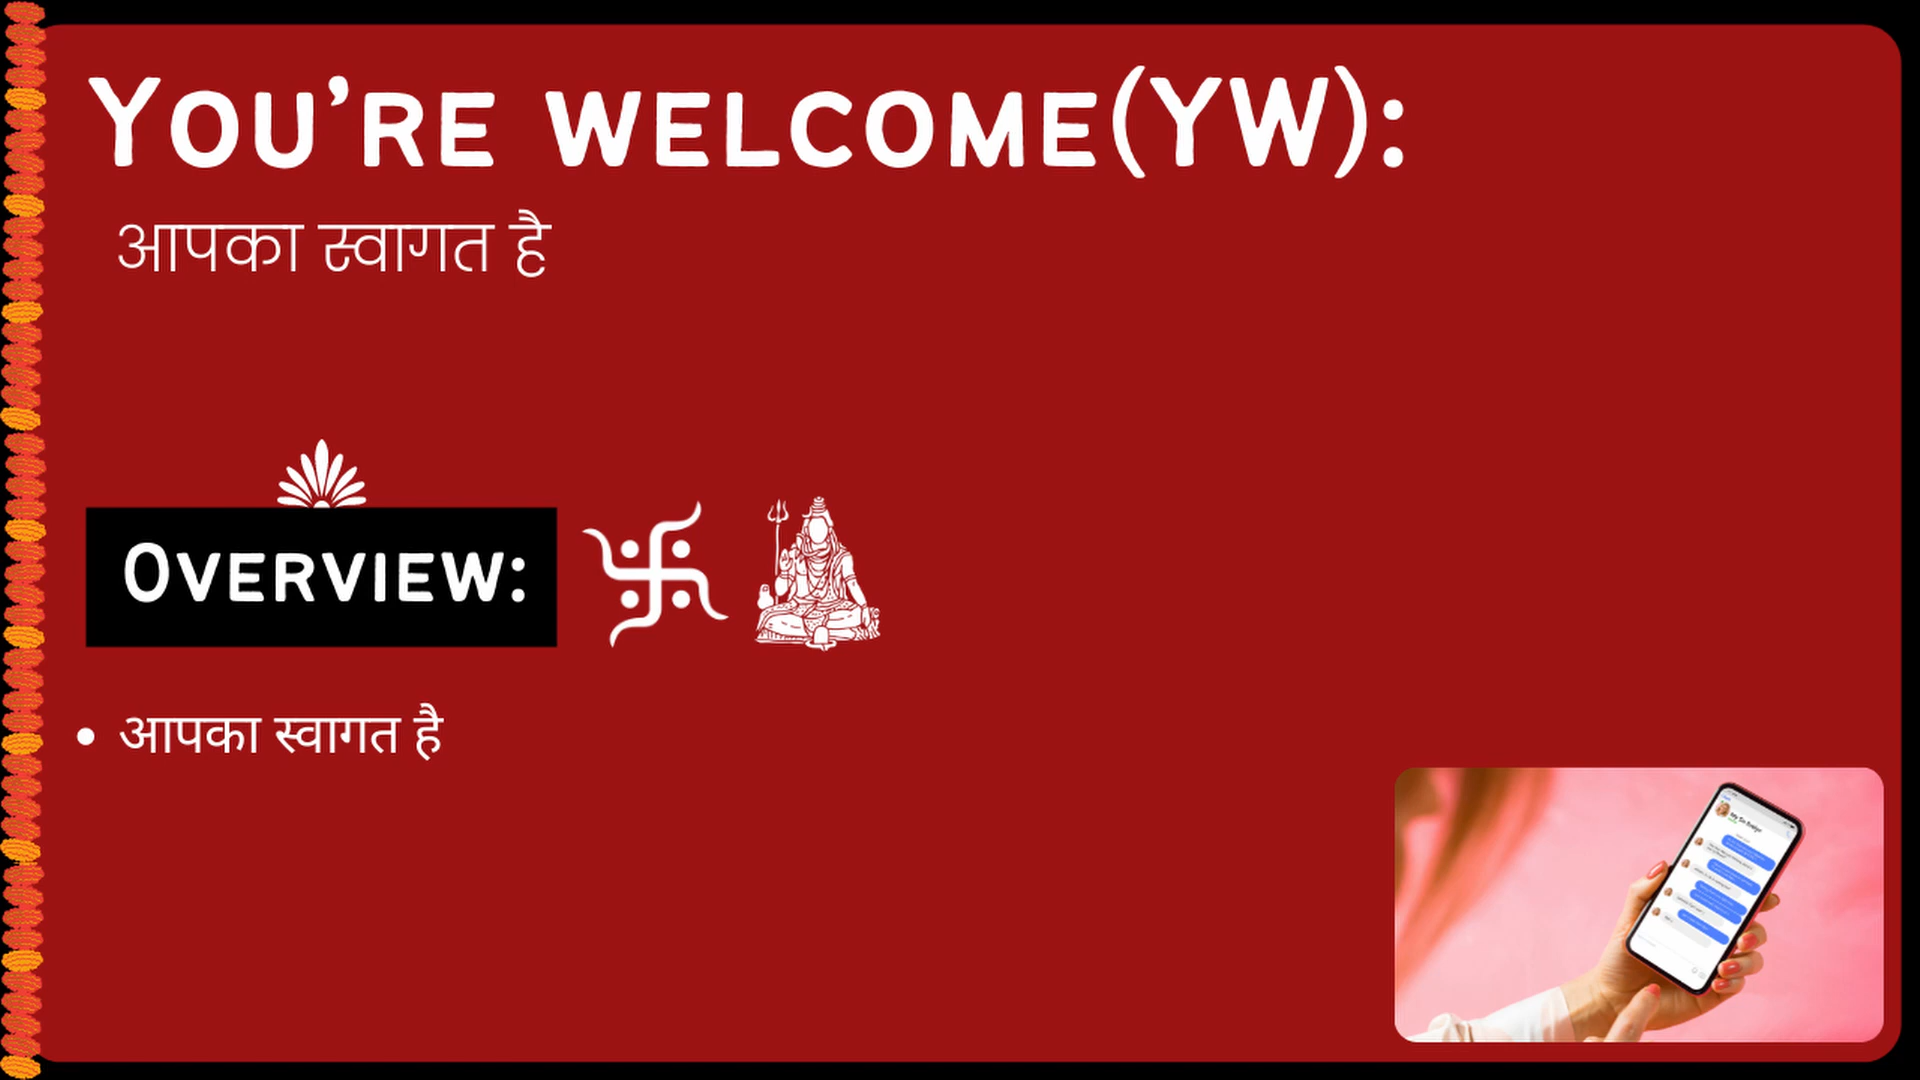 You're welcome(YW):
आपका स्वागत है
Overview:
• आपका स्वागत है